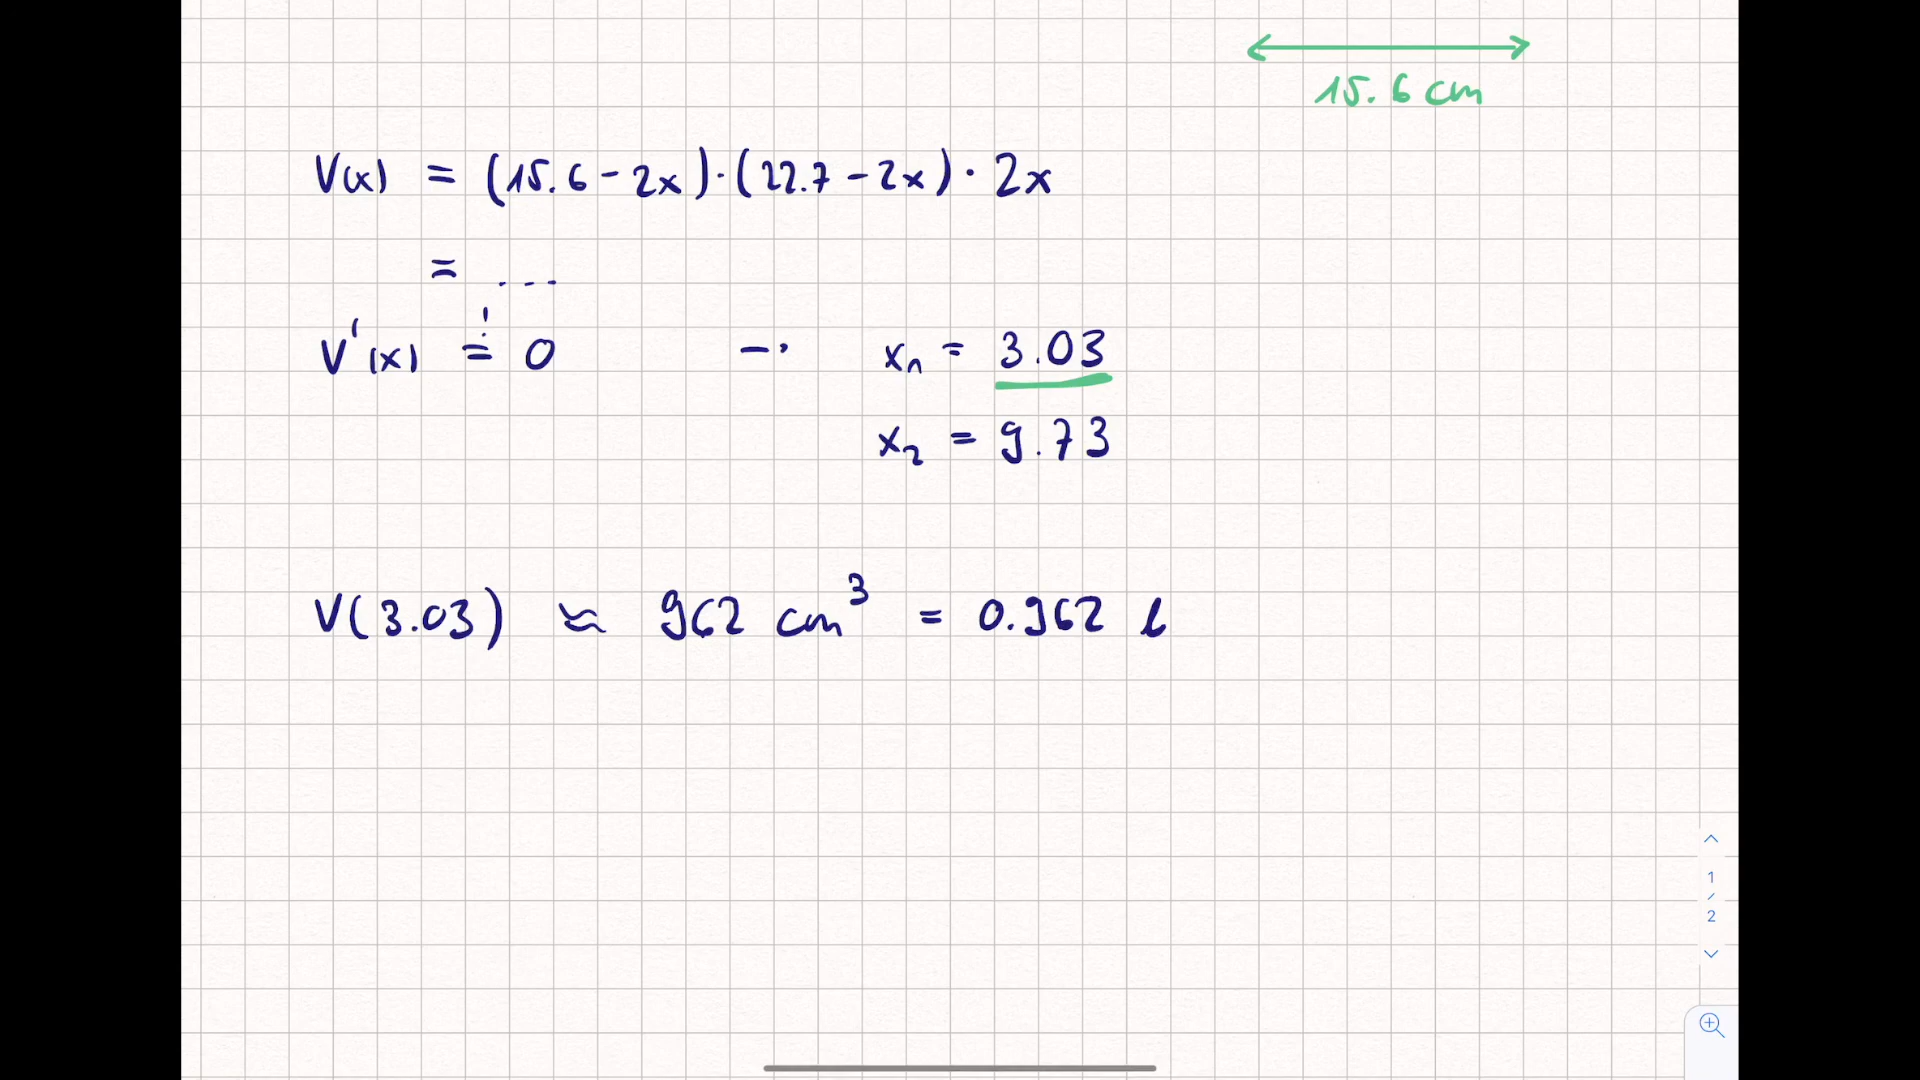 15.6 cm
V(x) = (15.6 - 2x) · (22.7 - 2x) · 2x
= ...
V'(x) != 0 → x₁ = 3.03
x₂ = 9.73
V(3.03) ≈ 962 cm³ = 0.962 l
1
/
2